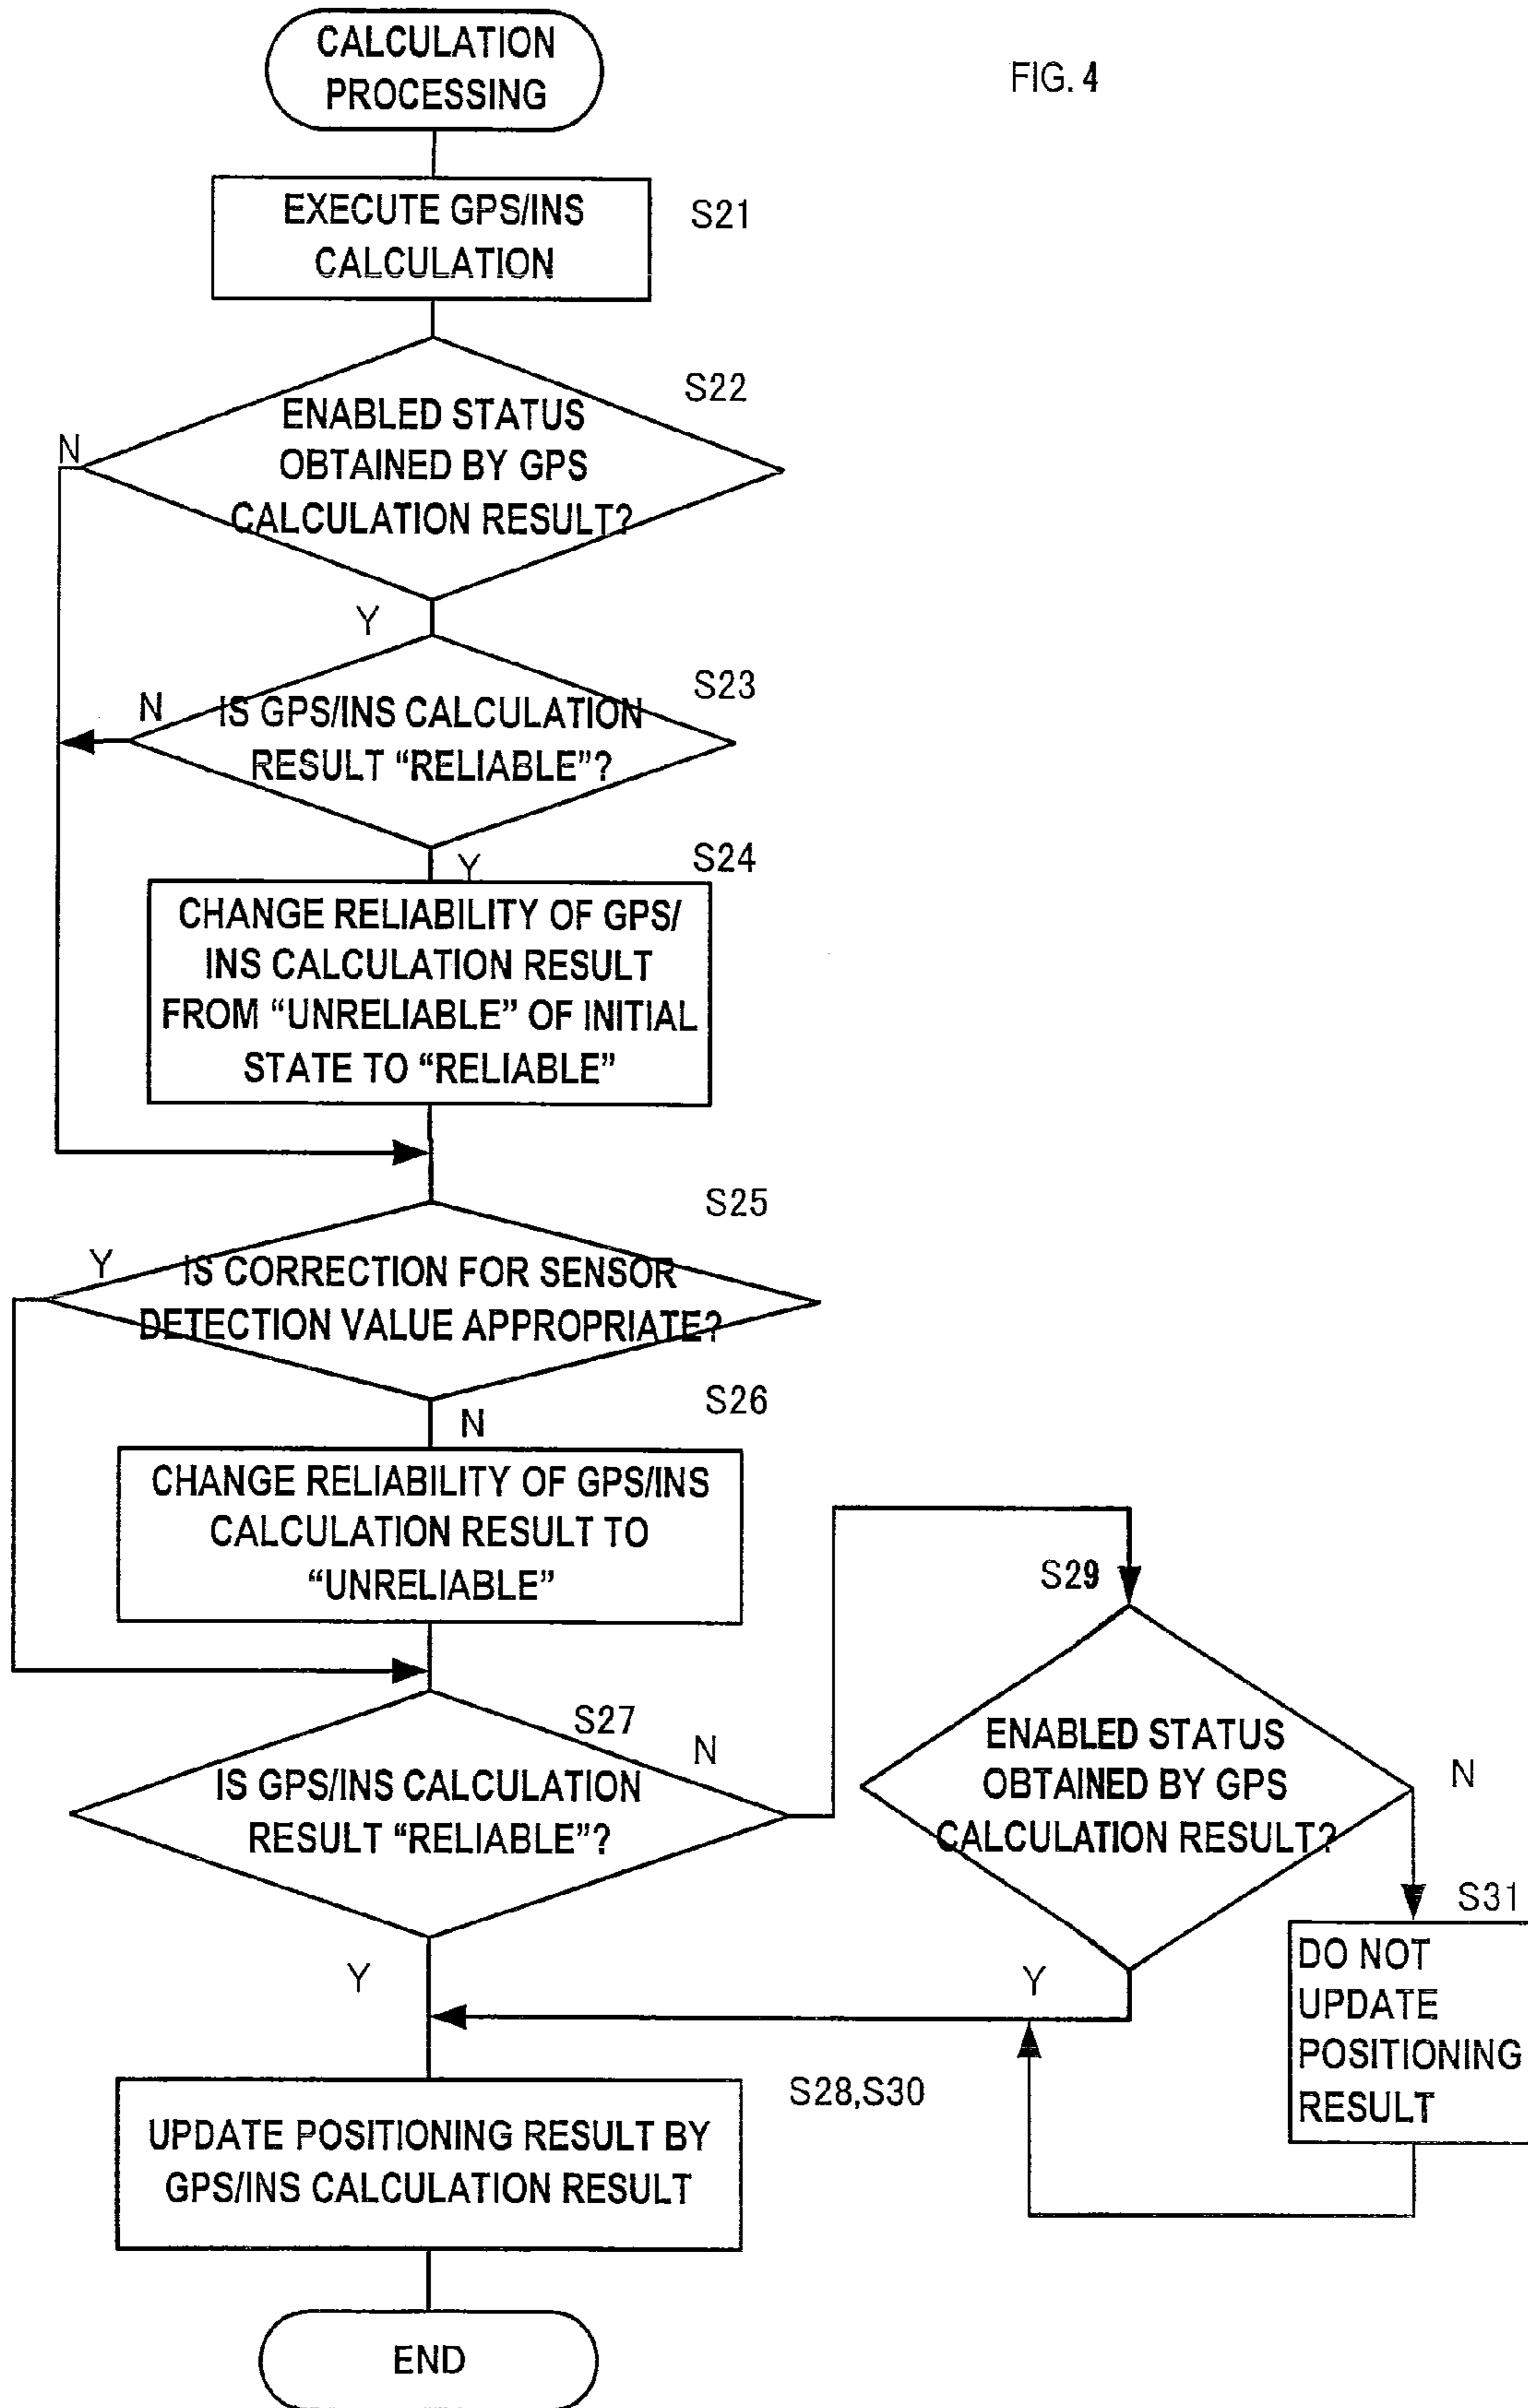 CALCULATION
PROCESSING
FIG. 4
EXECUTE GPS/INS
CALCULATION
S21
S22
ENABLED STATUS
OBTAINED BY GPS
CALCULATION RESULT?
N
Y
S23
N
IS GPS/INS CALCULATION
RESULT “RELIABLE”?
Y
S24
CHANGE RELIABILITY OF GPS/
INS CALCULATION RESULT
FROM “UNRELIABLE” OF INITIAL
STATE TO “RELIABLE”
S25
Y
IS CORRECTION FOR SENSOR
DETECTION VALUE APPROPRIATE?
N
S26
CHANGE RELIABILITY OF GPS/INS
CALCULATION RESULT TO
“UNRELIABLE”
S27
N
IS GPS/INS CALCULATION
RESULT “RELIABLE”?
Y
S29
ENABLED STATUS
OBTAINED BY GPS
CALCULATION RESULT?
N
Y
S31
DO NOT
UPDATE
POSITIONING
RESULT
S28,S30
UPDATE POSITIONING RESULT BY
GPS/INS CALCULATION RESULT
END